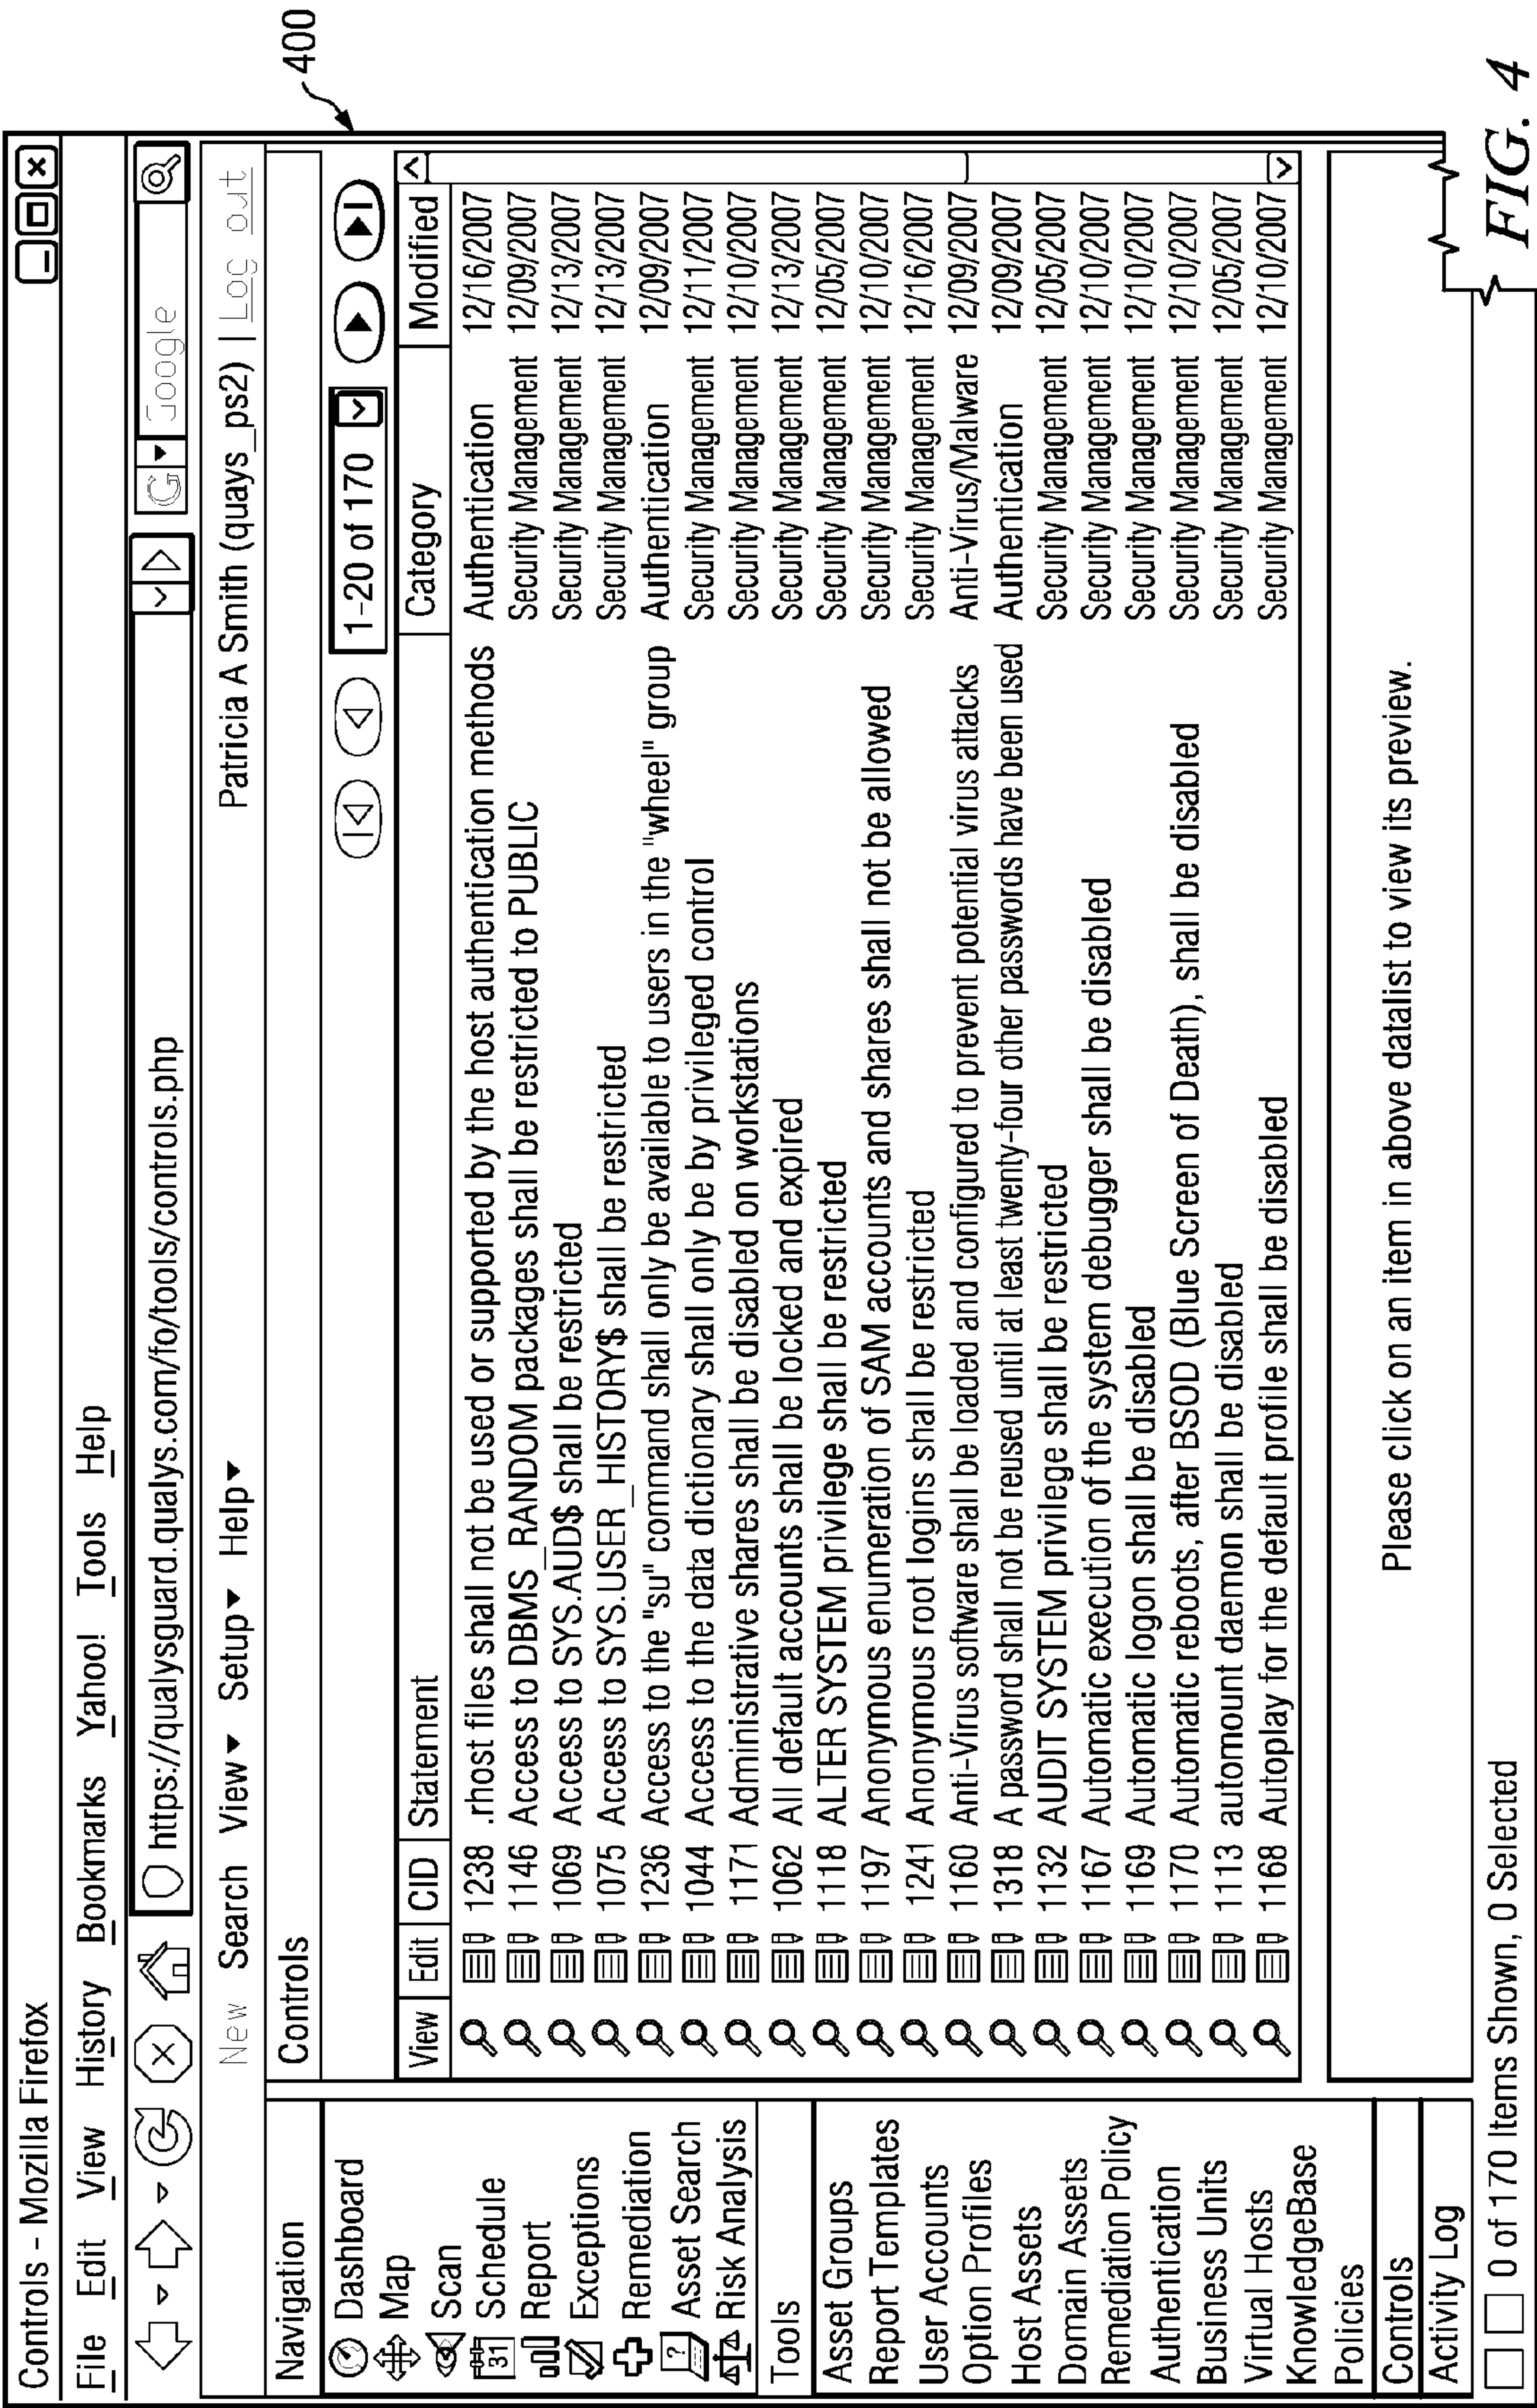 Controls - Mozilla Firefox
File Edit View History Bookmarks Yahoo! Tools Help
https://qualysguard.qualys.com/fo/tools/controls.php G Google
New Search View Setup Help Patricia A Smith (quays_ps2) | Log out
Navigation
Dashboard
Map
Scan
31 Schedule
Report
Exceptions
Remediation
? Asset Search
Risk Analysis
Tools
Asset Groups
Report Templates
User Accounts
Option Profiles
Host Assets
Domain Assets
Remediation Policy
Authentication
Business Units
Virtual Hosts
KnowledgeBase
Policies
Controls
Activity Log
Controls
1-20 of 170
View Edit CID Statement Category Modified
1238 .rhost files shall not be used or supported by the host authentication methods Authentication 12/16/2007
1146 Access to DBMS_RANDOM packages shall be restricted to PUBLIC Security Management 12/09/2007
1069 Access to SYS.AUD$ shall be restricted Security Management 12/13/2007
1075 Access to SYS.USER_HISTORY$ shall be restricted Security Management 12/13/2007
1236 Access to the "su" command shall only be available to users in the "wheel" group Authentication 12/09/2007
1044 Access to the data dictionary shall only be by privileged control Security Management 12/11/2007
1171 Administrative shares shall be disabled on workstations Security Management 12/10/2007
1062 All default accounts shall be locked and expired Security Management 12/13/2007
1118 ALTER SYSTEM privilege shall be restricted Security Management 12/05/2007
1197 Anonymous enumeration of SAM accounts and shares shall not be allowed Security Management 12/10/2007
1241 Anonymous root logins shall be restricted Security Management 12/16/2007
1160 Anti-Virus software shall be loaded and configured to prevent potential virus attacks Anti-Virus/Malware 12/09/2007
1318 A password shall not be reused until at least twenty-four other passwords have been used Authentication 12/09/2007
1132 AUDIT SYSTEM privilege shall be restricted Security Management 12/05/2007
1167 Automatic execution of the system debugger shall be disabled Security Management 12/10/2007
1169 Automatic logon shall be disabled Security Management 12/10/2007
1170 Automatic reboots, after BSOD (Blue Screen of Death), shall be disabled Security Management 12/10/2007
1113 automount daemon shall be disabled Security Management 12/05/2007
1168 Autoplay for the default profile shall be disabled Security Management 12/10/2007
Please click on an item in above datalist to view its preview.
0 of 170 Items Shown, 0 Selected
400
FIG. 4